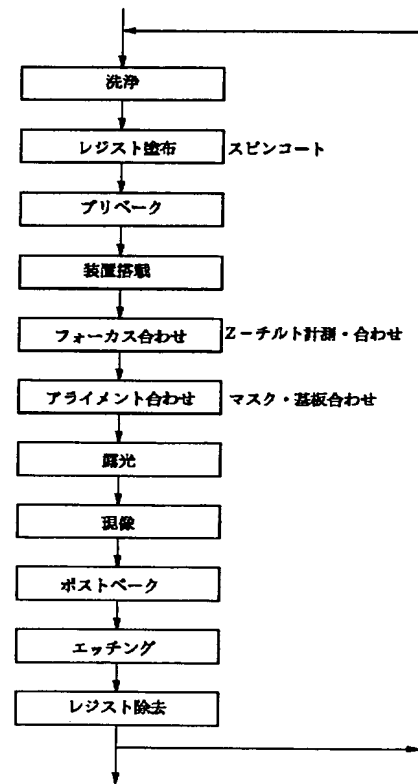 洗浄
レジスト塗布 スピンコート
プリベーク
装置搭載
フォーカス合わせ Z－チルト計測・合わせ
アライメント合わせ マスク・基板合わせ
露光
現像
ポストベーク
エッチング
レジスト除去